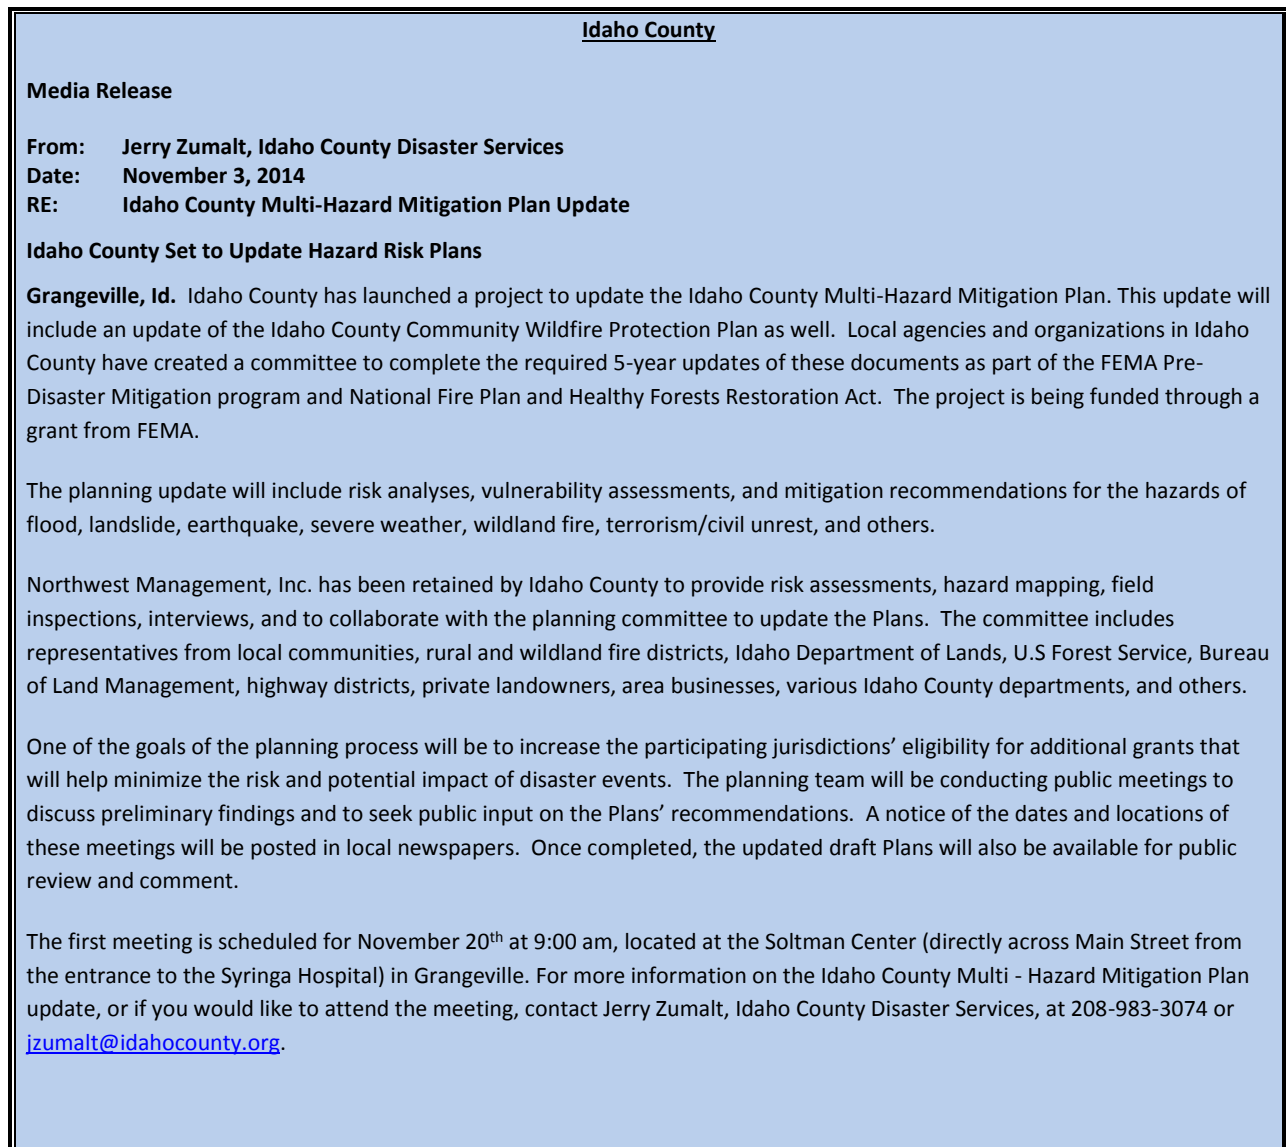 Idaho County
Media Release
From: Jerry Zumalt, Idaho County Disaster Services
Date: November 3, 2014
RE: Idaho County Multi-Hazard Mitigation Plan Update
Idaho County Set to Update Hazard Risk Plans
Grangeville, Id. Idaho County has launched a project to update the Idaho County Multi-Hazard Mitigation Plan. This update will
include an update of the Idaho County Community Wildfire Protection Plan as well. Local agencies and organizations in Idaho
County have created a committee to complete the required 5-year updates of these documents as part of the FEMA Pre-
Disaster Mitigation program and National Fire Plan and Healthy Forests Restoration Act. The project is being funded through a
grant from FEMA.
The planning update will include risk analyses, vulnerability assessments, and mitigation recommendations for the hazards of
flood, landslide, earthquake, severe weather, wildland fire, terrorism/civil unrest, and others.
Northwest Management, Inc. has been retained by Idaho County to provide risk assessments, hazard mapping, field
inspections, interviews, and to collaborate with the planning committee to update the Plans. The committee includes
representatives from local communities, rural and wildland fire districts, Idaho Department of Lands, U.S Forest Service, Bureau
of Land Management, highway districts, private landowners, area businesses, various Idaho County departments, and others.
One of the goals of the planning process will be to increase the participating jurisdictions’ eligibility for additional grants that
will help minimize the risk and potential impact of disaster events. The planning team will be conducting public meetings to
discuss preliminary findings and to seek public input on the Plans’ recommendations. A notice of the dates and locations of
these meetings will be posted in local newspapers. Once completed, the updated draft Plans will also be available for public
review and comment.
The first meeting is scheduled for November 20th at 9:00 am, located at the Soltman Center (directly across Main Street from
the entrance to the Syringa Hospital) in Grangeville. For more information on the Idaho County Multi - Hazard Mitigation Plan
update, or if you would like to attend the meeting, contact Jerry Zumalt, Idaho County Disaster Services, at 208-983-3074 or
jzumalt@idahocounty.org.